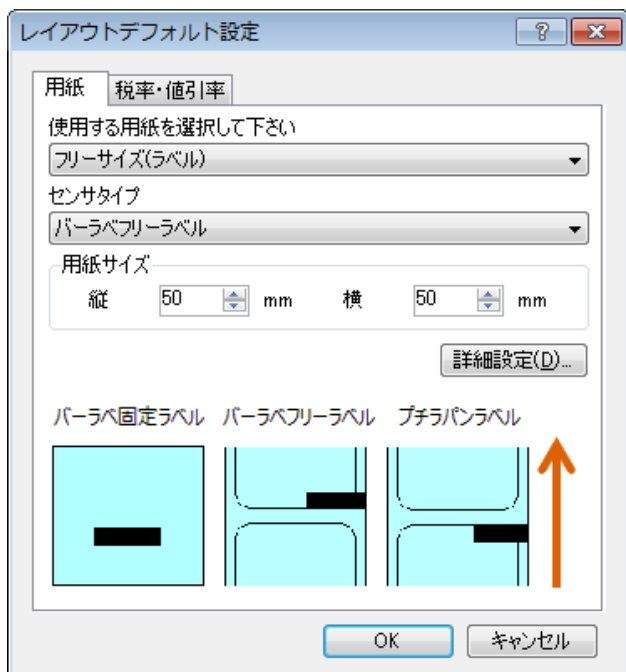 レイアウトデフォルト設定
用紙 税率・値引率
使用する用紙を選択して下さい
フリーサイズ(ラベル)
センサタイプ
バーラベフリーラベル
用紙サイズ
縦 50 mm 横 50 mm
詳細設定(D)...
バーラベ固定ラベル バーラベフリーラベル プチラパンラベル
OK キャンセル